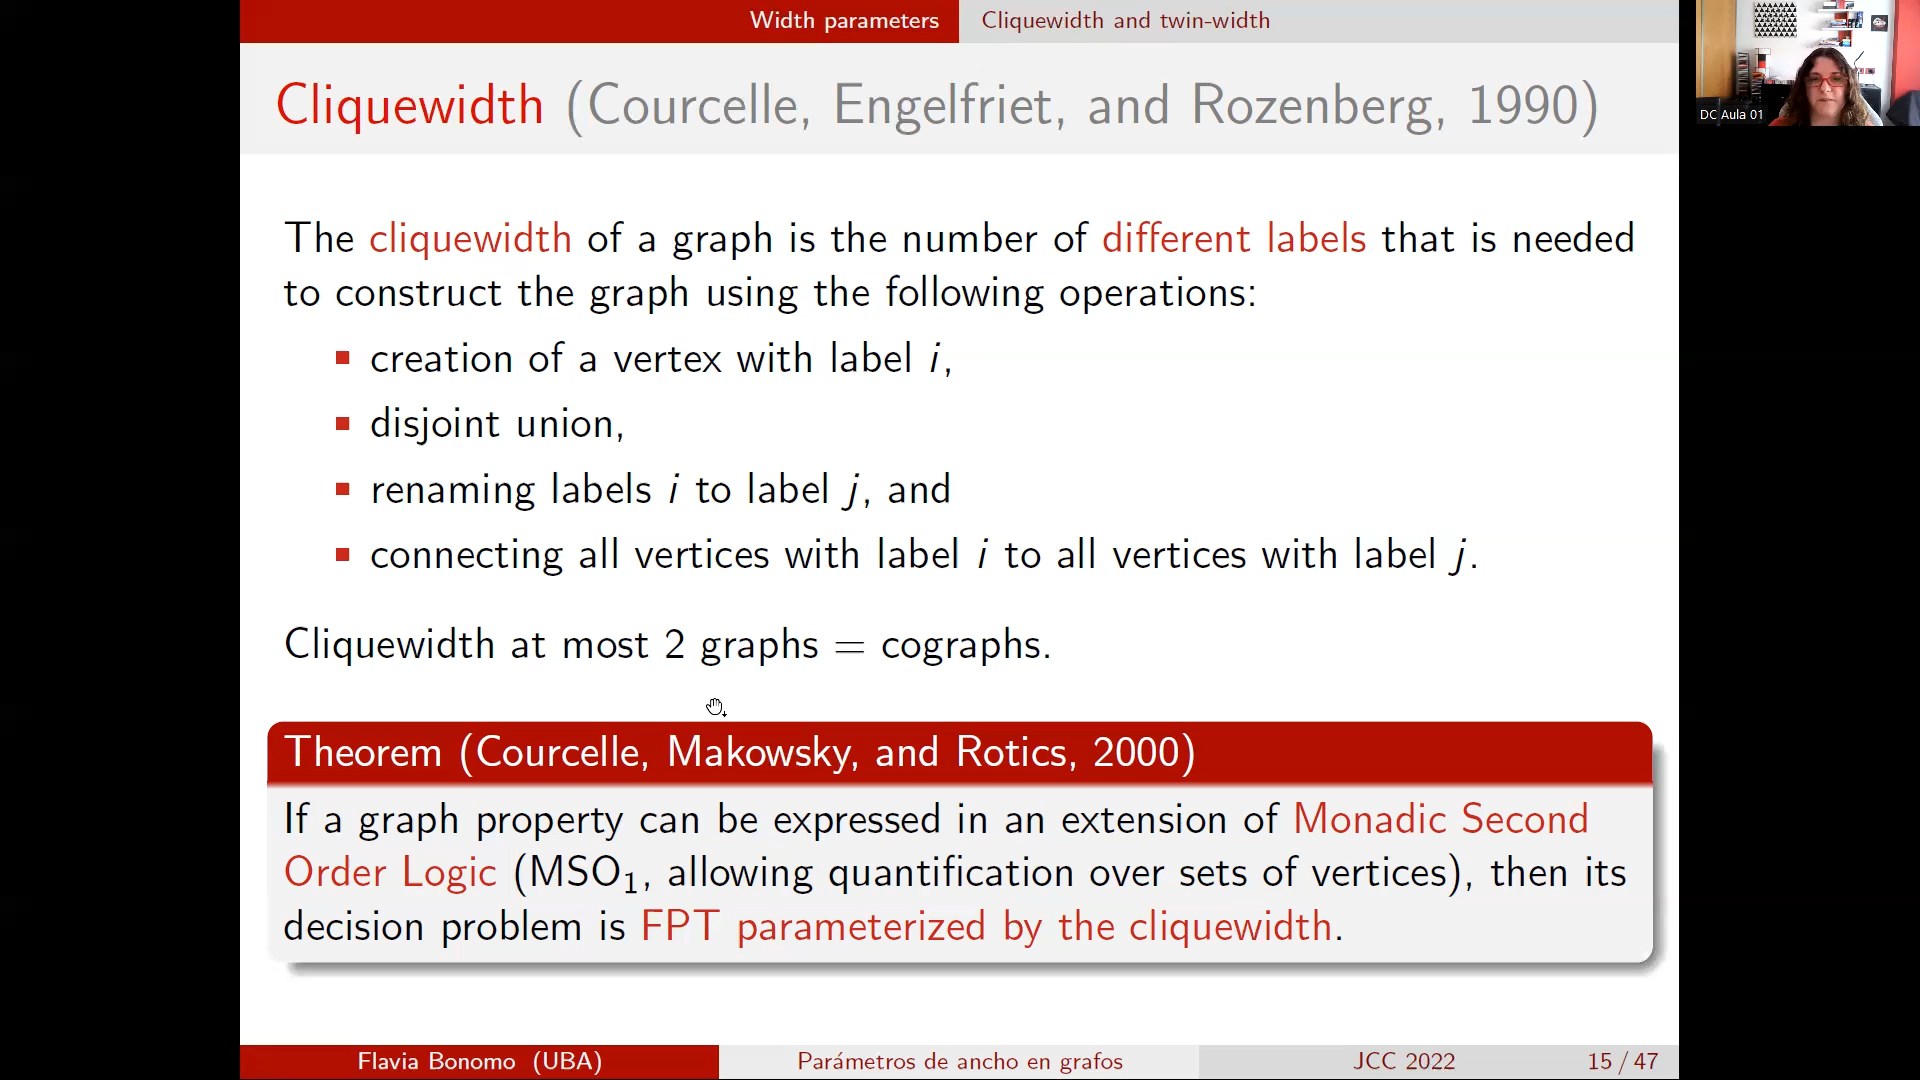 Width parameters Cliquewidth and twin-width
Cliquewidth (Courcelle, Engelfriet, and Rozenberg, 1990)
DC Aula 01
The cliquewidth of a graph is the number of different labels that is needed
to construct the graph using the following operations:
creation of a vertex with label i,
disjoint union,
renaming labels i to label j, and
connecting all vertices with label i to all vertices with label j.
Cliquewidth at most 2 graphs = cographs.
Theorem (Courcelle, Makowsky, and Rotics, 2000)
If a graph property can be expressed in an extension of Monadic Second
Order Logic (MSO₁, allowing quantification over sets of vertices), then its
decision problem is FPT parameterized by the cliquewidth.
Flavia Bonomo (UBA) Parámetros de ancho en grafos JCC 2022 15 / 47